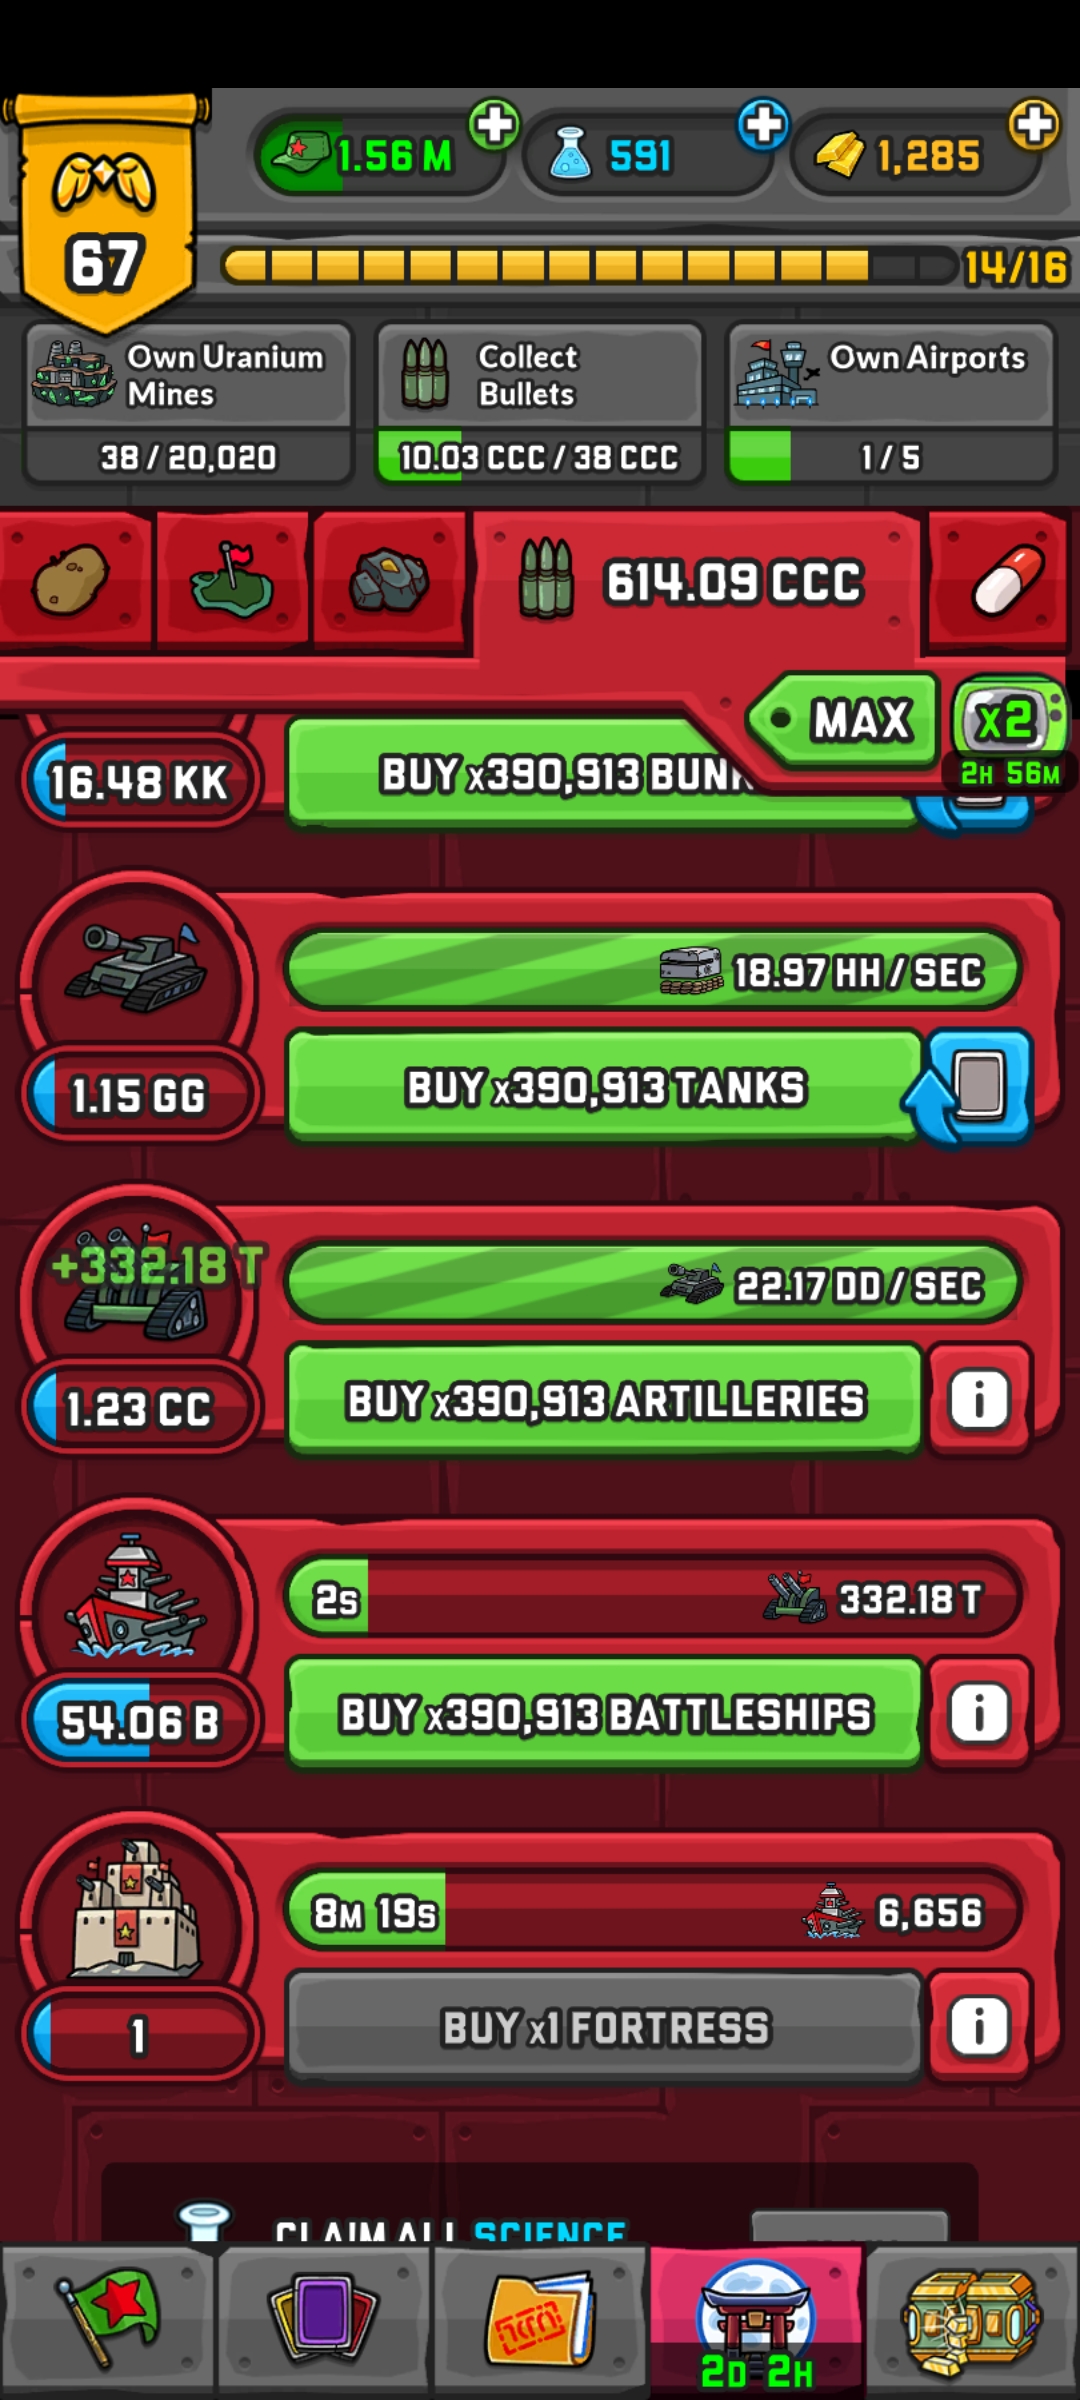 67
1.56 M
591
1,285
14/16
Own Uranium
Mines
38 / 20,020
Collect
Bullets
10.03 CCC / 38 CCC
Own Airports
1 / 5
614.09 CCC
MAX
x2
2H 56M
16.48 KK
BUY x390,913
18.97 HH / SEC
1.15 GG
BUY x390,913 TANKS
+332.18 T
22.17 DD / SEC
1.23 CC
BUY x390,913 ARTILLERIES
i
2s
332.18 T
54.06 B
BUY x390,913 BATTLESHIPS
i
8M 19s
6,656
1
BUY x1 FORTRESS
i
CLAIM ALL SCIENCE
2D 2H